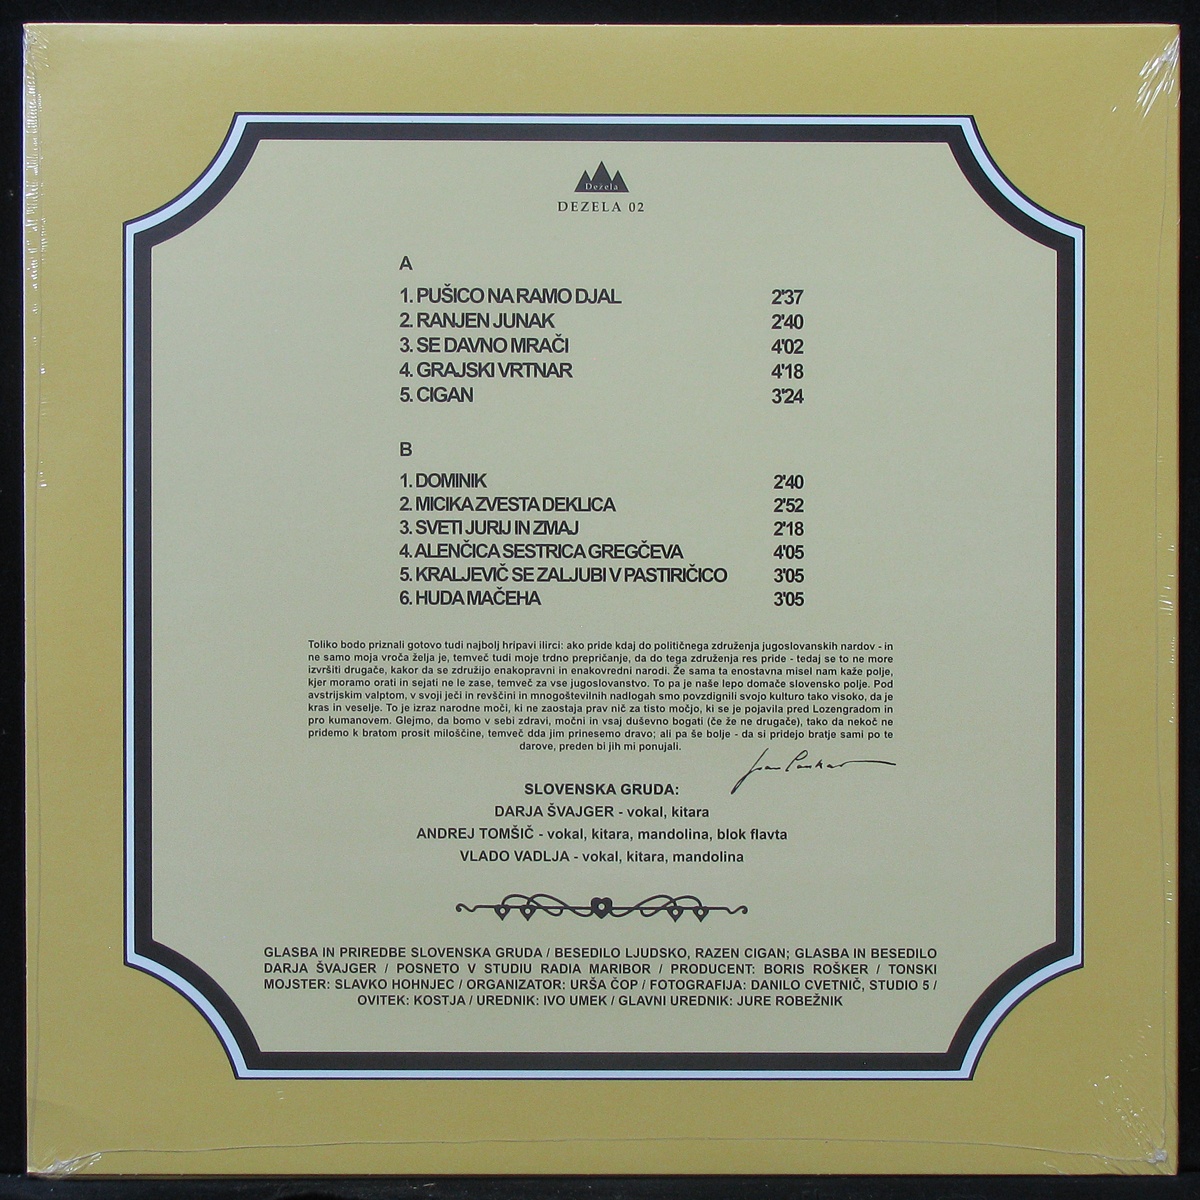 Dežela
DEZELA 02
A
1. PUŠICO NA RAMO DJAL 2'37
2. RANJEN JUNAK 2'40
3. SE DAVNO MRAČI 4'02
4. GRAJSKI VRTNAR 4'18
5. CIGAN 3'24
B
1. DOMINIK 2'40
2. MICIKA ZVESTA DEKLICA 2'52
3. SVETI JURIJ IN ZMAJ 2'18
4. ALENČICA SESTRICA GREGČEVA 4'05
5. KRALJEVIČ SE ZALJUBI V PASTIRIČICO 3'05
6. HUDA MAČEHA 3'05
Toliko bodo priznali gotovo tudi najbolj hripavi ilirci: ako pride kdaj do političnega združenja jugoslovanskih nardov - in
ne samo moja vroča želja je, temveč tudi moje trdno prepričanje, da do tega združenja res pride - tedaj se to ne more
izvršiti drugače, kakor da se združijo enakopravni in enakovredni narodi. Že sama ta enostavna misel nam kaže polje,
kjer moramo orati in sejati ne le zase, temveč za vse jugoslovanstvo. To pa je naše lepo domače slovensko polje. Pod
avstrijskim valptom, v svoji ječi in revščini in mnogoštevilnih nadlogah smo povzdignili svojo kulturo tako visoko, da je
kras in veselje. To je izraz narodne moči, ki ne zaostaja prav nič za tisto močjo, ki se je pojavila pred Lozengradom in
pro kumanovem. Glejmo, da bomo v sebi zdravi, močni in vsaj duševno bogati (če že ne drugače), tako da nekoč ne
pridemo k bratom prosit miloščine, temveč dda jim prinesemo dravo; ali pa še bolje - da si pridejo bratje sami po te
darove, preden bi jih mi ponujali.
SLOVENSKA GRUDA:
DARJA ŠVAJGER - vokal, kitara
ANDREJ TOMŠIČ - vokal, kitara, mandolina, blok flavta
VLADO VADLJA - vokal, kitara, mandolina
GLASBA IN PRIREDBE SLOVENSKA GRUDA / BESEDILO LJUDSKO, RAZEN CIGAN; GLASBA IN BESEDILO
DARJA ŠVAJGER / POSNETO V STUDIU RADIA MARIBOR / PRODUCENT: BORIS ROŠKER / TONSKI
MOJSTER: SLAVKO HOHNJEC / ORGANIZATOR: URŠA ČOP / FOTOGRAFIJA: DANILO CVETNIČ, STUDIO 5 /
OVITEK: KOSTJA / UREDNIK: IVO UMEK / GLAVNI UREDNIK: JURE ROBEŽNIK